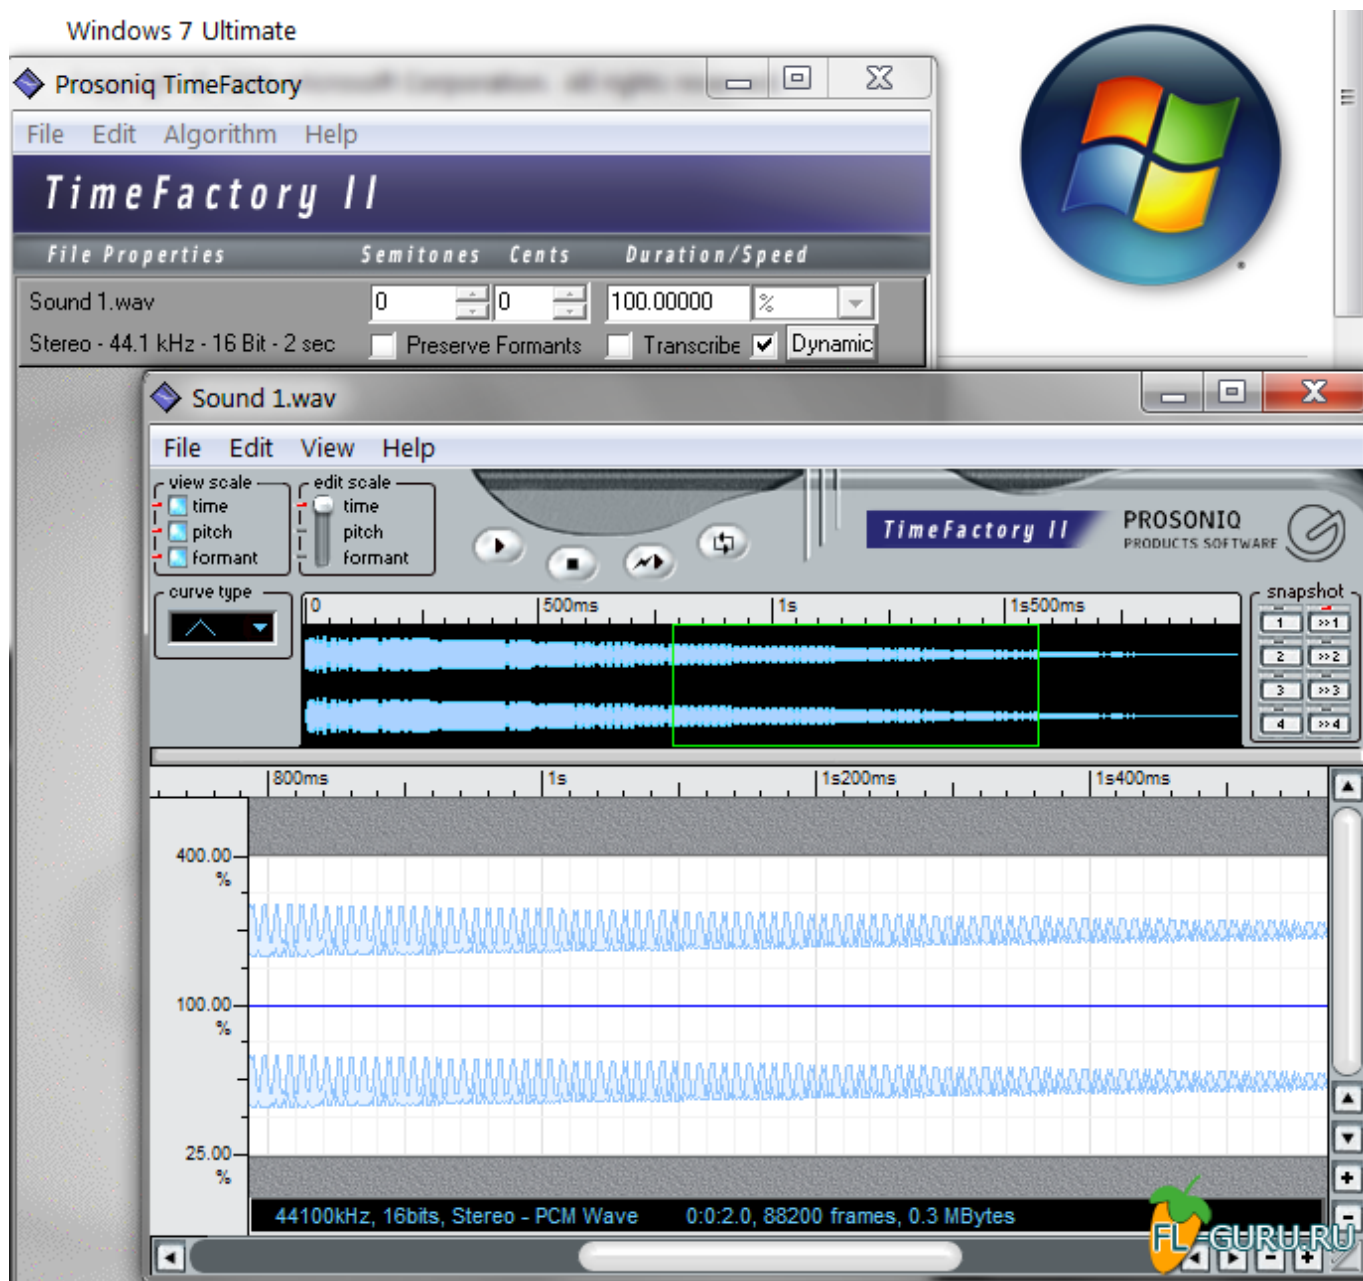 Windows 7 Ultimate
Prosoniq TimeFactory
File Edit Algorithm Help
TimeFactory II
File Properties Semitones Cents Duration/Speed
Sound 1.wav 0 0 100.00000 %
Stereo - 44.1 kHz - 16 Bit - 2 sec Preserve Formants Transcribe Dynamic
Sound 1.wav
File Edit View Help
view scale edit scale
time time
pitch pitch
formant formant
TimeFactory II
PROSONIQ
PRODUCTS SOFTWARE
curve type
0 500ms 1s 1s500ms
snapshot
1 >>1
2 >>2
3 >>3
4 >>4
800ms 1s 1s200ms 1s400ms
400.00
%
100.00
%
25.00
%
44100kHz, 16bits, Stereo - PCM Wave 0:0:2.0, 88200 frames, 0.3 MBytes
FL-GURU.RU